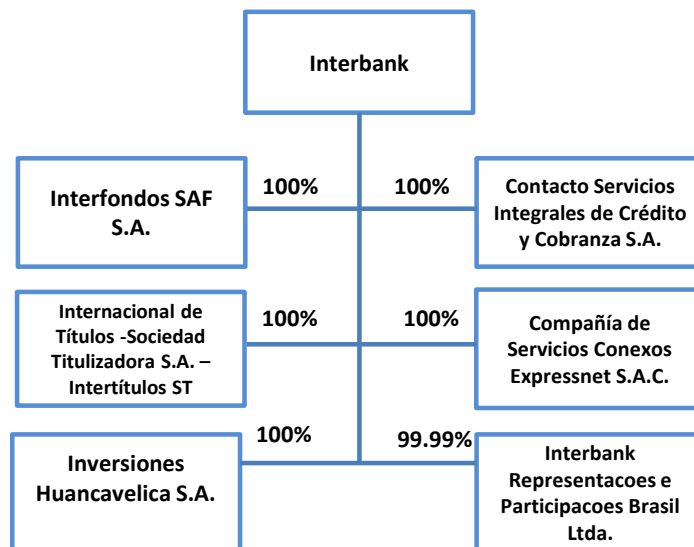 Interbank
Interfondos SAF
S.A.
100%
100%
Contacto Servicios
Integrales de Crédito
y Cobranza S.A.
Internacional de
Títulos -Sociedad
Titulizadora S.A. –
Intertítulos ST
100%
100%
Compañía de
Servicios Conexos
Expressnet S.A.C.
Inversiones
Huancavelica S.A.
100%
99.99%
Interbank
Representacoes e
Participacoes Brasil
Ltda.